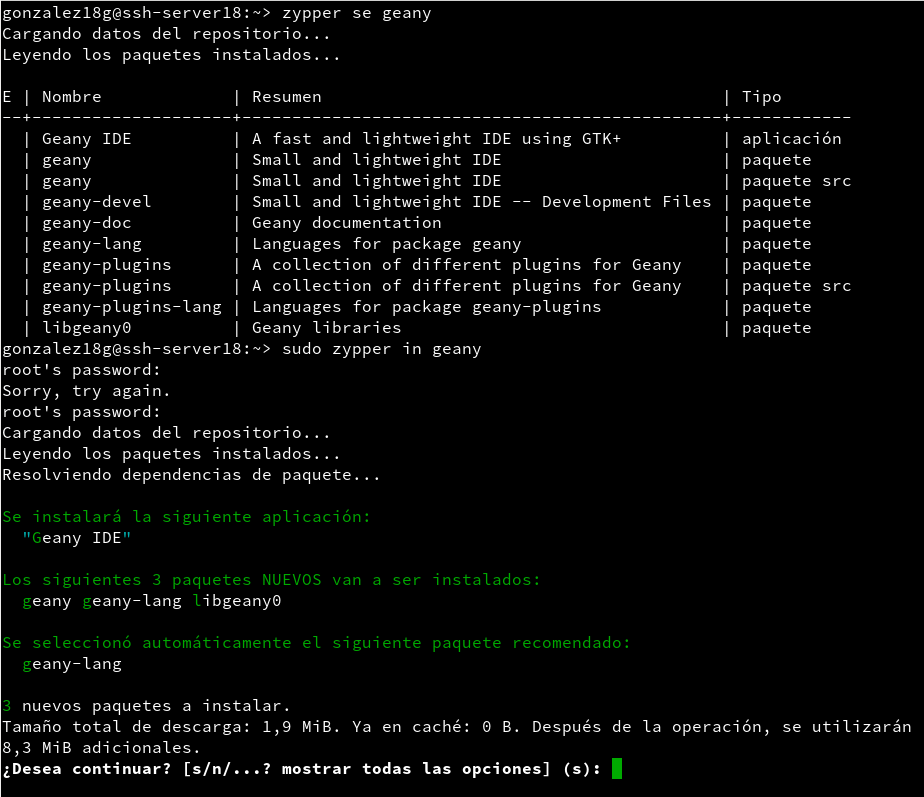 gonzalez18g@ssh-server18:~> zypper se geany
Cargando datos del repositorio...
Leyendo los paquetes instalados...

E | Nombre             | Resumen                                       | Tipo
--+--------------------+-----------------------------------------------+------------
  | Geany IDE          | A fast and lightweight IDE using GTK+         | aplicación
  | geany              | Small and lightweight IDE                     | paquete
  | geany              | Small and lightweight IDE                     | paquete src
  | geany-devel        | Small and lightweight IDE -- Development Files | paquete
  | geany-doc          | Geany documentation                           | paquete
  | geany-lang         | Languages for package geany                   | paquete
  | geany-plugins      | A collection of different plugins for Geany   | paquete
  | geany-plugins      | A collection of different plugins for Geany   | paquete src
  | geany-plugins-lang | Languages for package geany-plugins           | paquete
  | libgeany0          | Geany libraries                               | paquete
gonzalez18g@ssh-server18:~> sudo zypper in geany
root's password:
Sorry, try again.
root's password:
Cargando datos del repositorio...
Leyendo los paquetes instalados...
Resolviendo dependencias de paquete...

Se instalará la siguiente aplicación:
  "Geany IDE"

Los siguientes 3 paquetes NUEVOS van a ser instalados:
  geany geany-lang libgeany0

Se seleccionó automáticamente el siguiente paquete recomendado:
  geany-lang

3 nuevos paquetes a instalar.
Tamaño total de descarga: 1,9 MiB. Ya en caché: 0 B. Después de la operación, se utilizarán
8,3 MiB adicionales.
¿Desea continuar? [s/n/...? mostrar todas las opciones] (s):